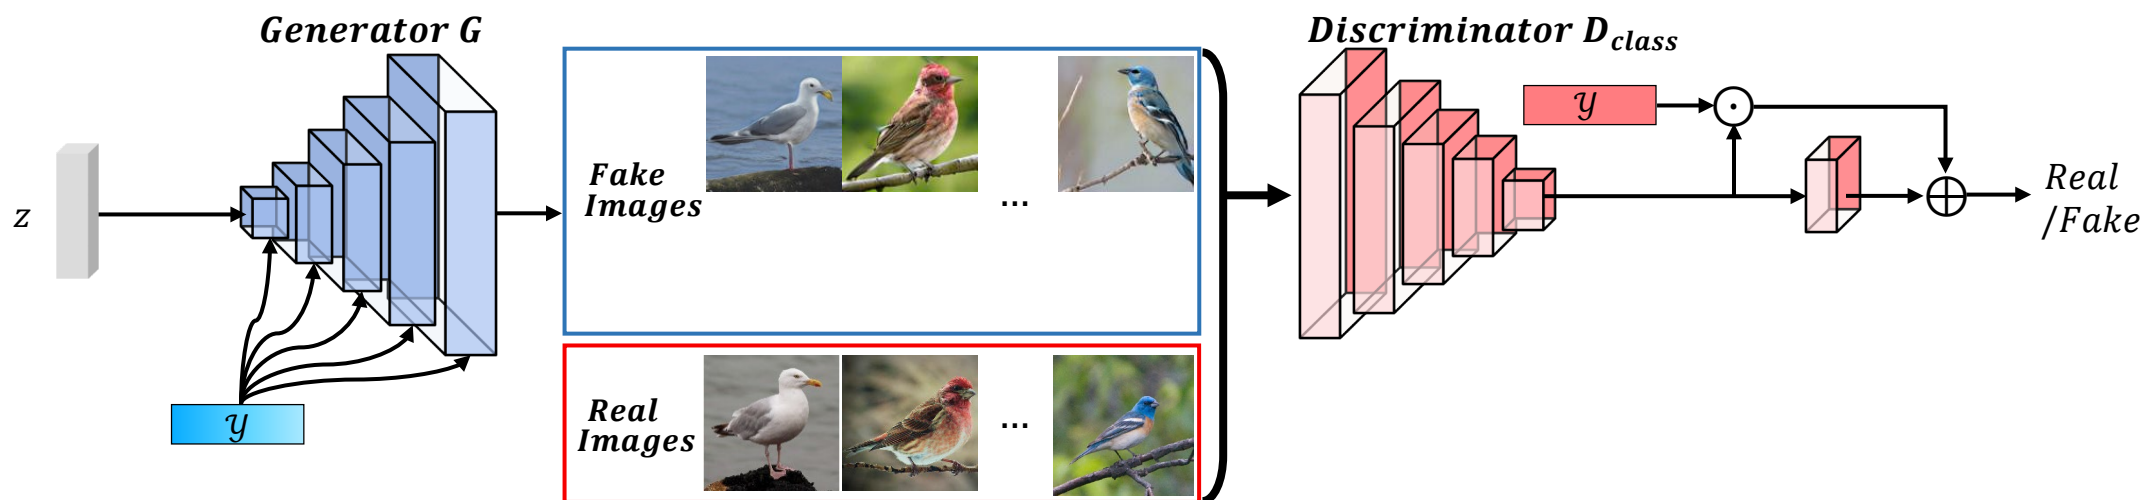 Generator G
Discriminator D_class
z
y
Fake
Images
...
Real
Images
...
y
Real
/Fake